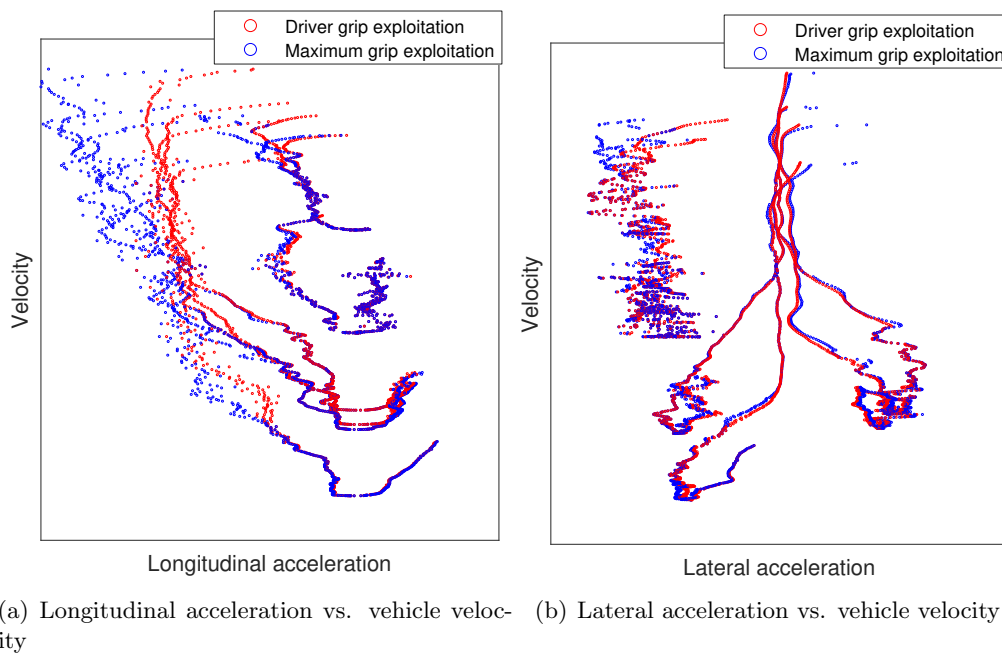 Driver grip exploitation
Maximum grip exploitation
Velocity
Longitudinal acceleration
Driver grip exploitation
Maximum grip exploitation
Velocity
Lateral acceleration
(a) Longitudinal acceleration vs. vehicle veloc-
ity
(b) Lateral acceleration vs. vehicle velocity